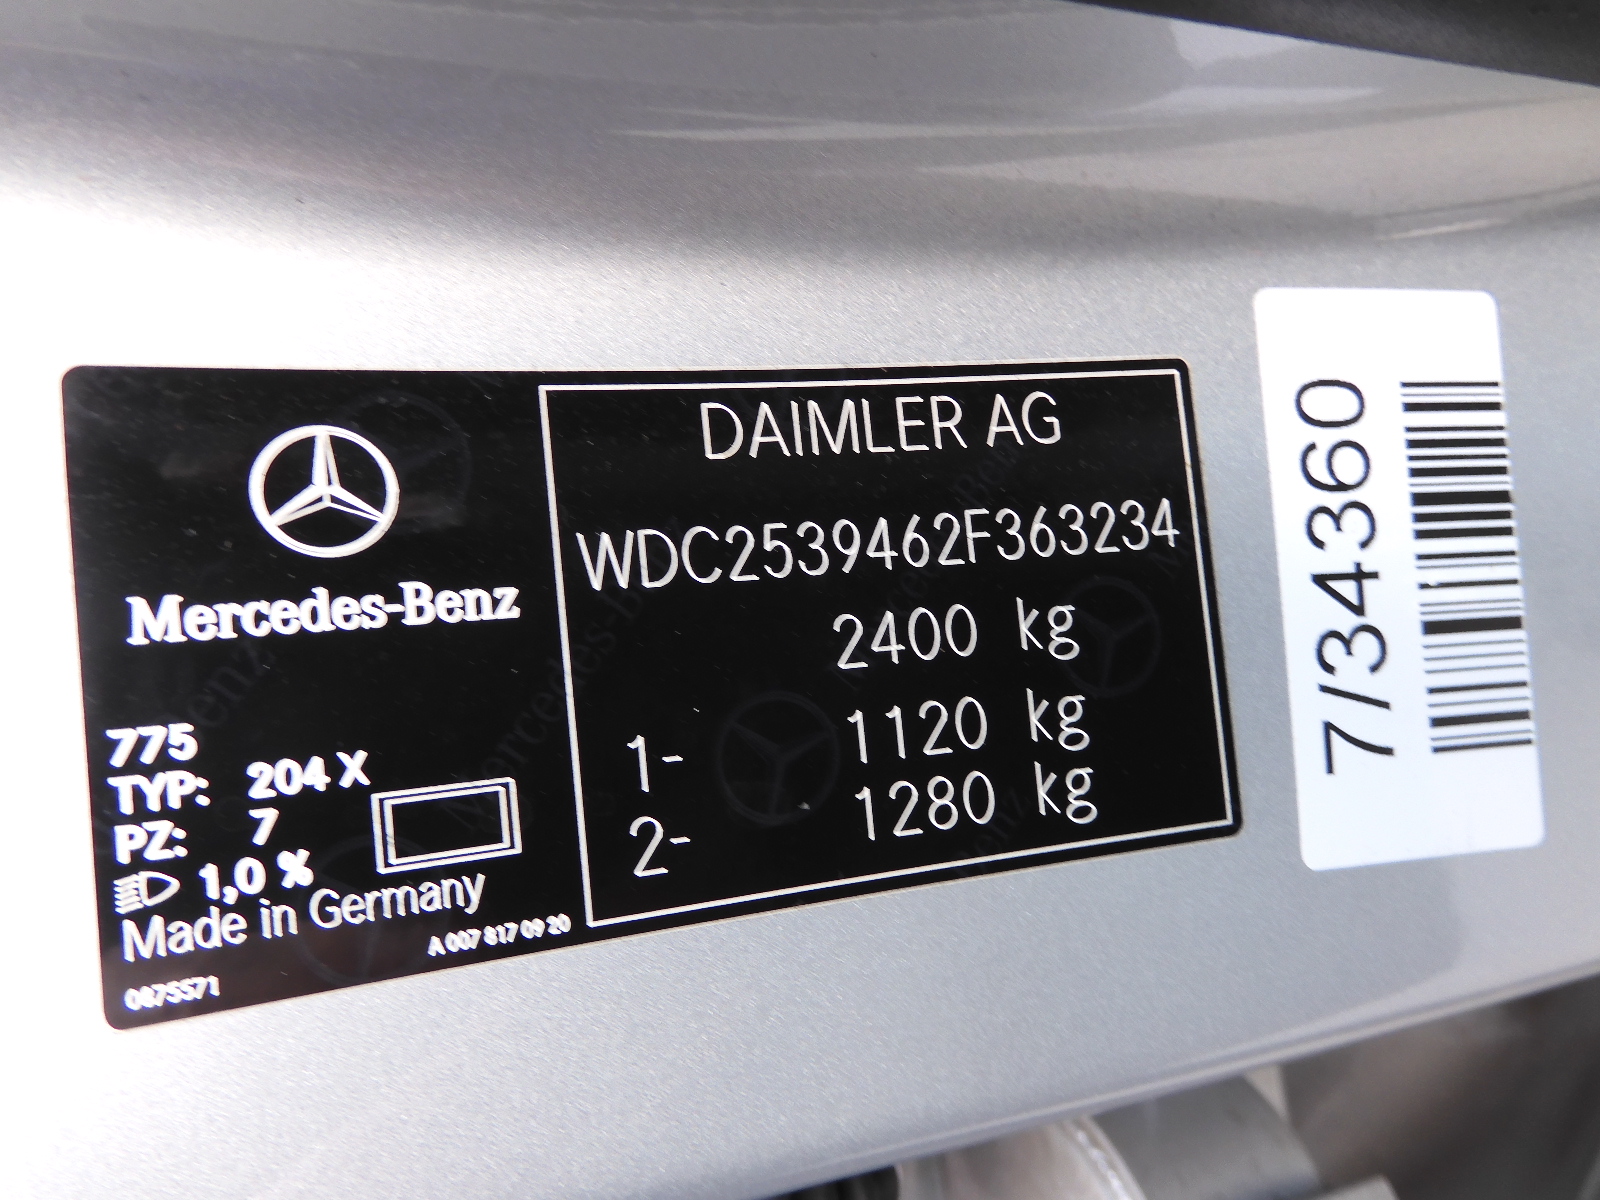 Mercedes-Benz
775
TYP: 204 X
PZ: 7
1,0 %
Made in Germany
A 007 817 09 20
0875571
DAIMLER AG
WDC2539462F363234
2400 kg
1- 1120 kg
2- 1280 kg
7/34360